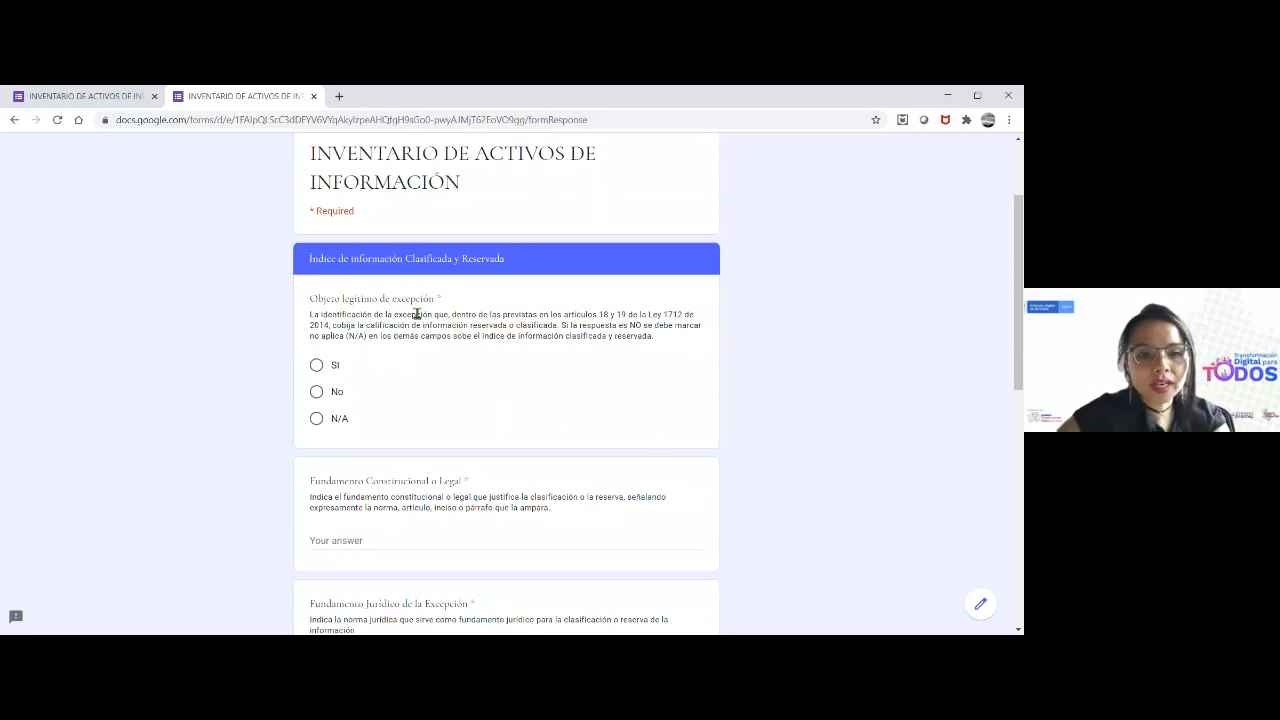 INVENTARIO DE ACTIVOS DE INF
INVENTARIO DE ACTIVOS DE INF
INVENTARIO DE ACTIVOS DE
INFORMACIÓN
* Required
Índice de información Clasificada y Reservada
Objeto legítimo de excepción *
La identificación de la excepción que, dentro de las previstas en los artículos 18 y 19 de la Ley 1712 de
2014, cobija la calificación de información reservada o clasificada. Si la respuesta es NO se debe marcar
no aplica (N/A) en los demás campos sobe el índice de información clasificada y reservada.
Sí
No
N/A
Fundamento Constitucional o Legal *
Indica el fundamento constitucional o legal que justifica la clasificación o la reserva, señalando
expresamente la norma, artículo, inciso o párrafo que la ampara.
Your answer
Fundamento Jurídico de la Excepción *
Indica la norma jurídica que sirve como fundamento jurídico para la clasificación o reserva de la
información
Transformación
Digital para
TODOS